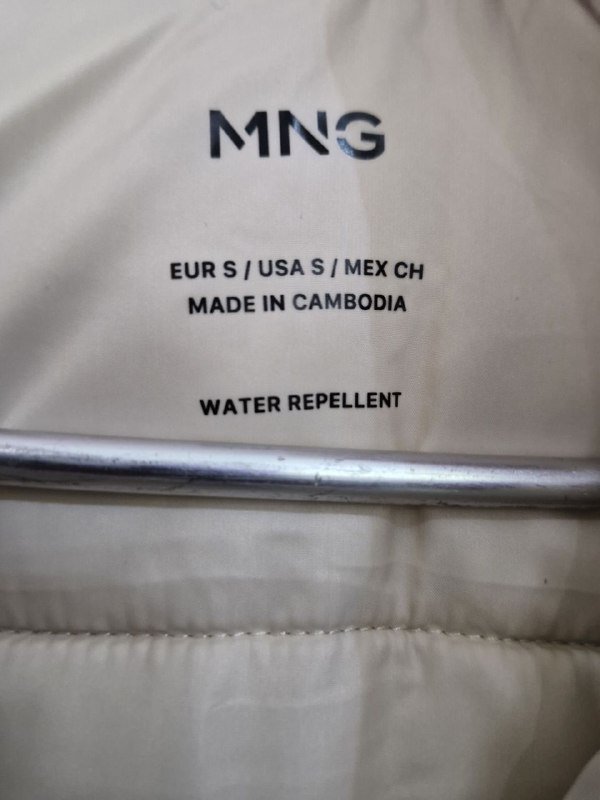 MNG
EUR S / USA S / MEX CH
MADE IN CAMBODIA
WATER REPELLENT